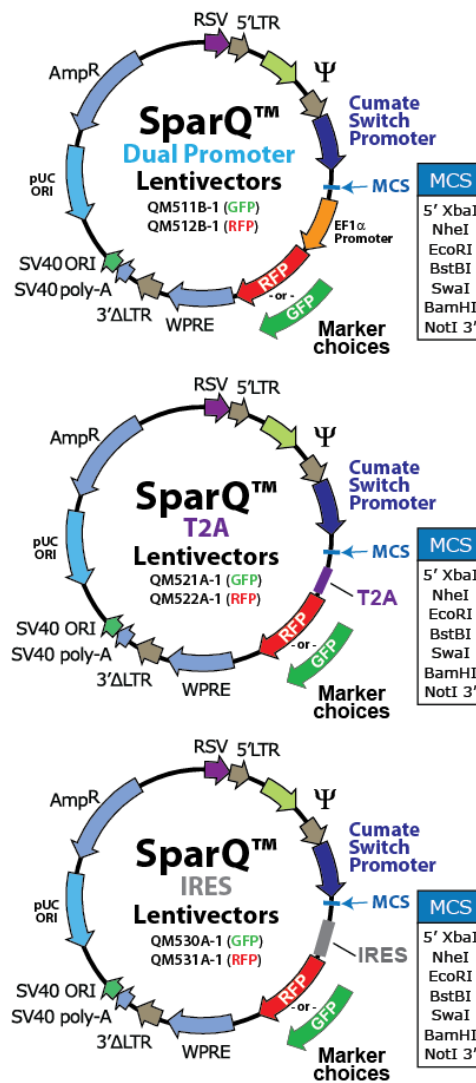 RSV 5'LTR
AmpR
Ψ
Cumate
Switch
Promoter
SparQ™
Dual Promoter
Lentivectors
QM511B-1 (GFP)
QM512B-1 (RFP)
pUC
ORI
MCS
MCS
5' XbaI
NheI
EcoRI
BstBI
SwaI
BamHI
NotI 3'
EF1α
Promoter
SV40 ORI
SV40 poly-A
3'ΔLTR
WPRE
RFP
- or -
GFP
Marker
choices
RSV 5'LTR
AmpR
Ψ
Cumate
Switch
Promoter
SparQ™
T2A
Lentivectors
QM521A-1 (GFP)
QM522A-1 (RFP)
pUC
ORI
MCS
MCS
5' XbaI
NheI
EcoRI
BstBI
SwaI
BamHI
NotI 3'
T2A
SV40 ORI
SV40 poly-A
3'ΔLTR
WPRE
RFP
- or -
GFP
Marker
choices
RSV 5'LTR
AmpR
Ψ
Cumate
Switch
Promoter
SparQ™
IRES
Lentivectors
QM530A-1 (GFP)
QM531A-1 (RFP)
pUC
ORI
MCS
MCS
5' XbaI
NheI
EcoRI
BstBI
SwaI
BamHI
NotI 3'
IRES
SV40 ORI
SV40 poly-A
3'ΔLTR
WPRE
RFP
-or-
GFP
Marker
choices